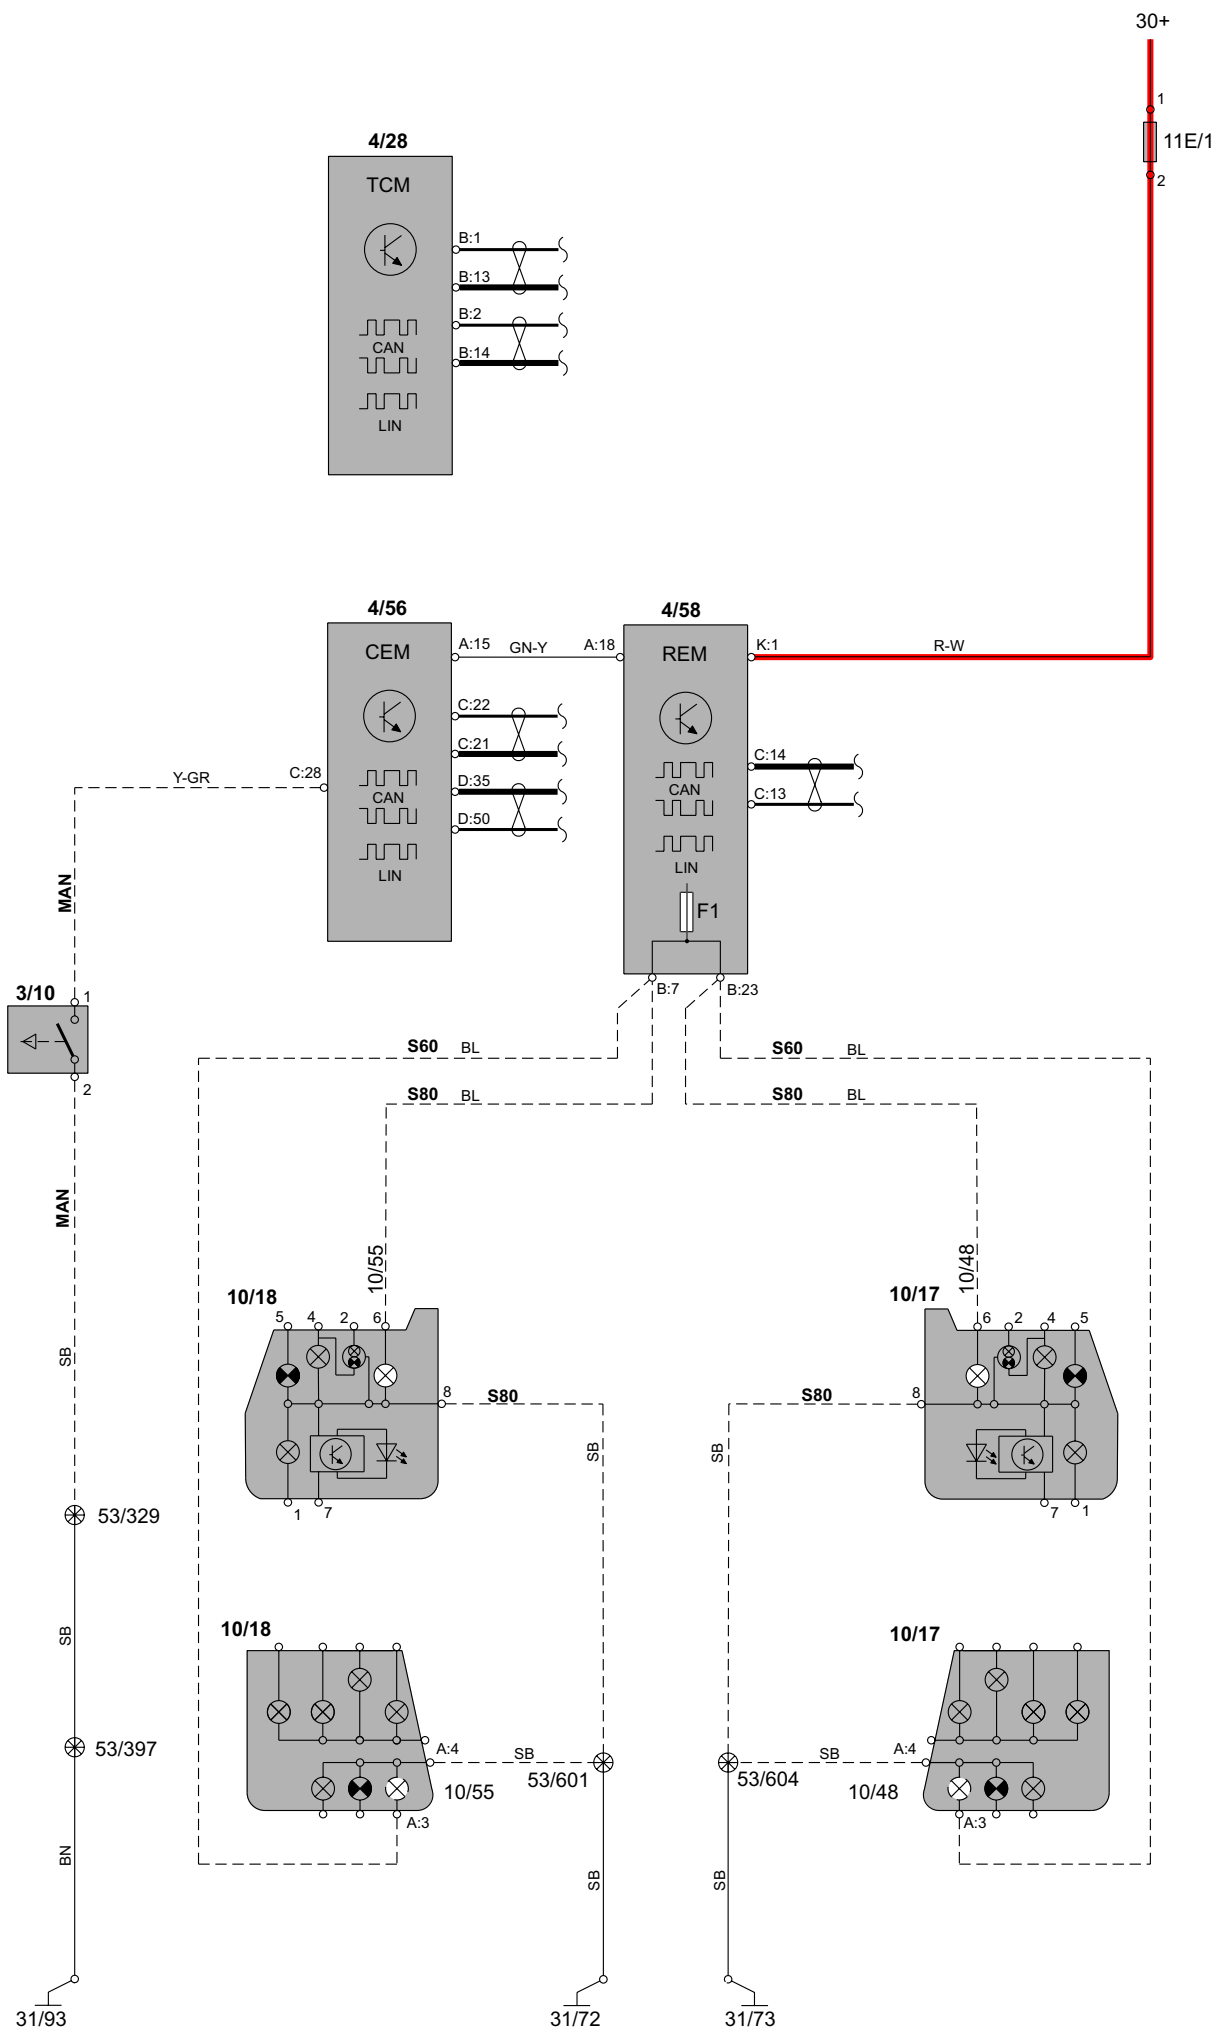 30+
1
11E/1
2
4/28
TCM
B:1
B:13
B:2
CAN
B:14
LIN
4/56
4/58
CEM
A:15
GN-Y
A:18
REM
K:1
R-W
C:22
C:21
C:14
Y-GR
C:28
CAN
D:35
CAN
C:13
D:50
LIN
LIN
MAN
F1
3/10
1
B:7
B:23
S60 BL
S60 BL
2
S80 BL
S80 BL
MAN
10/55
10/48
10/18
10/17
5 4 2 6
6 2 4 5
SB
8
S80
S80
8
SB
SB
1 7
7 1
53/329
10/18
10/17
SB
53/397
A:4
SB
53/601
53/604
SB
A:4
10/55
10/48
A:3
A:3
BN
SB
SB
31/93
31/72
31/73